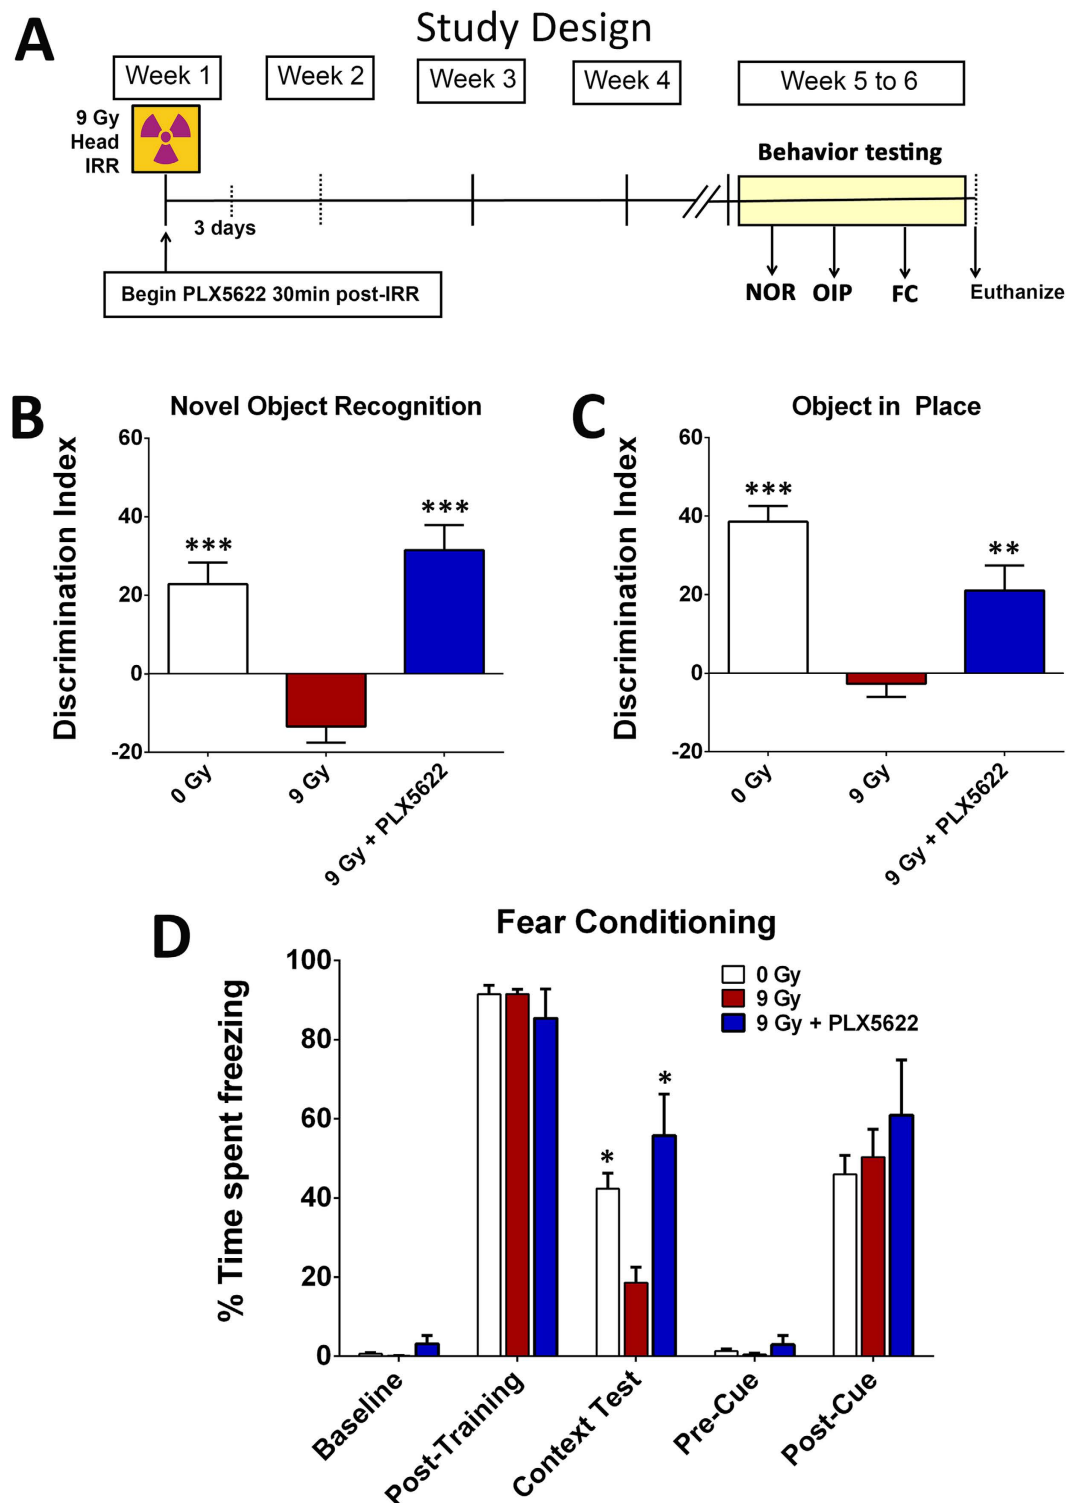 A
Study Design
Week 1
Week 2
Week 3
Week 4
Week 5 to 6
9 Gy
Head
IRR
Behavior testing
3 days
Begin PLX5622 30min post-IRR
NOR
OIP
FC
Euthanize
B
Novel Object Recognition
Discrimination Index
60
40
20
0
-20
***
***
0 Gy
9 Gy
9 Gy + PLX5622
C
Object in Place
Discrimination Index
60
40
20
0
-20
***
**
0 Gy
9 Gy
9 Gy + PLX5622
D
Fear Conditioning
% Time spent freezing
100
80
60
40
20
0
0 Gy
9 Gy
9 Gy + PLX5622
*
*
Baseline
Post-Training
Context Test
Pre-Cue
Post-Cue